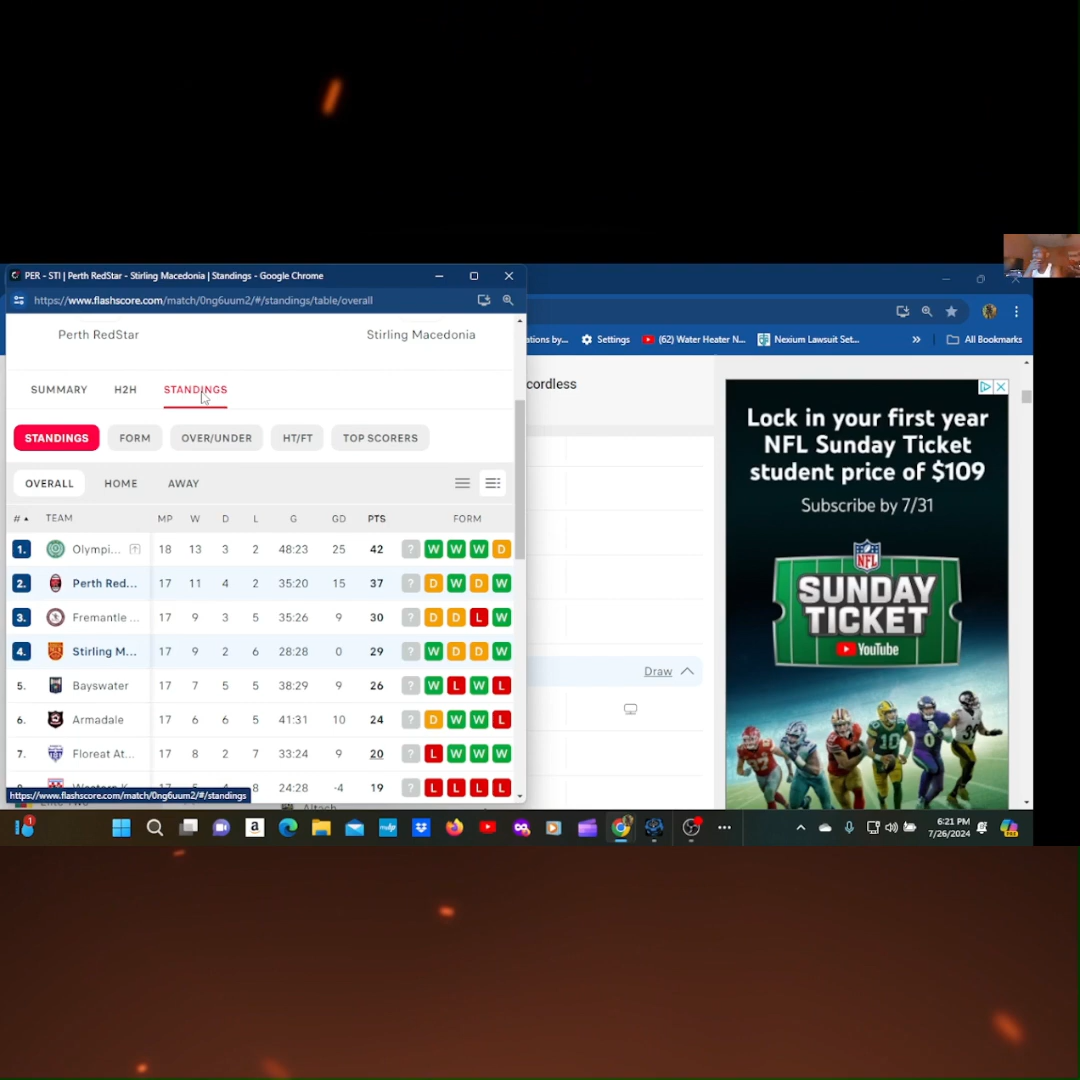 PER - STI | Perth RedStar - Stirling Macedonia | Standings - Google Chrome
https://www.flashscore.com/match/0ng6uum2/#/standings/table/overall
Perth RedStar Stirling Macedonia
SUMMARY H2H STANDINGS
STANDINGS FORM OVER/UNDER HT/FT TOP SCORERS
OVERALL HOME AWAY
# TEAM MP W D L G GD PTS FORM
1. Olympi... 18 13 3 2 48:23 25 42 ? W W W D
2. Perth Red... 17 11 4 2 35:20 15 37 ? D W D W
3. Fremantle ... 17 9 3 5 35:26 9 30 ? D D L W
4. Stirling M... 17 9 2 6 28:28 0 29 ? W D D W
5. Bayswater 17 7 5 5 38:29 9 26 ? W L W L
6. Armadale 17 6 6 5 41:31 10 24 ? D W W L
7. Floreat At... 17 8 2 7 33:24 9 20 ? L W W W
17 8 24:28 -4 19 ? L L L L
https://www.flashscore.com/match/0ng6uum2/#/standings
Altach
ations by... Settings (62) Water Heater N... Nexium Lawsuit Set... » All Bookmarks
cordless
Draw
Lock in your first year
NFL Sunday Ticket
student price of $109
Subscribe by 7/31
NFL
SUNDAY
TICKET
YouTube
1
a
6:21 PM
7/26/2024